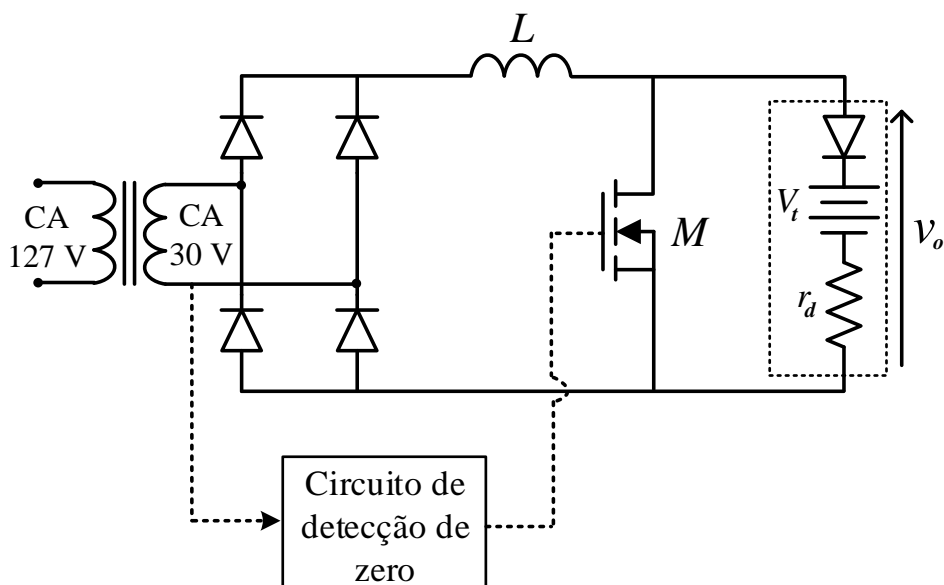 L
CA
127 V
CA
30 V
M
V_t
r_d
v_o
Circuito de
detecção de
zero